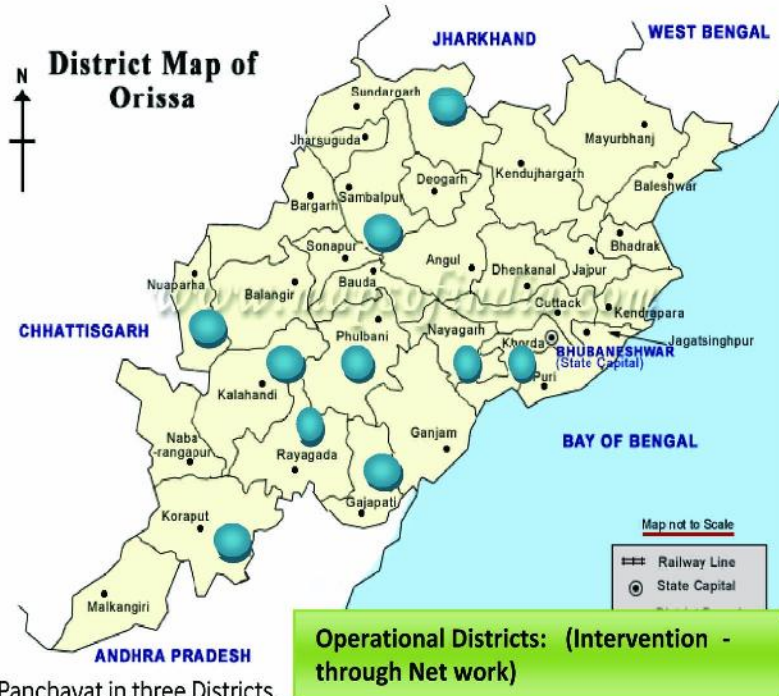 JHARKHAND
WEST BENGAL
District Map of
Orissa
N
Sundargarh
Jharsuguda
Mayurbhanj
Deogarh
Kendujhargarh
Baleshwar
Bargarh
Sambalpur
Sonapur
Bhadrak
Angul
Dhenkanal
Jajpur
Nuaparha
Balangir
Bauda
www.mapsofindia.com
Cuttack
Kendrapara
CHHATTISGARH
Phulbani
Nayagarh
Khorda
Jagatsinghpur
BHUBANESHWAR
(State Capital)
Puri
Kalahandi
Ganjam
BAY OF BENGAL
Naba
-rangapur
Rayagada
Gajapati
Koraput
Map not to Scale
Railway Line
State Capital
Malkangiri
ANDHRA PRADESH
Operational Districts: (Intervention -
through Net work)
Panchayat in three Districts